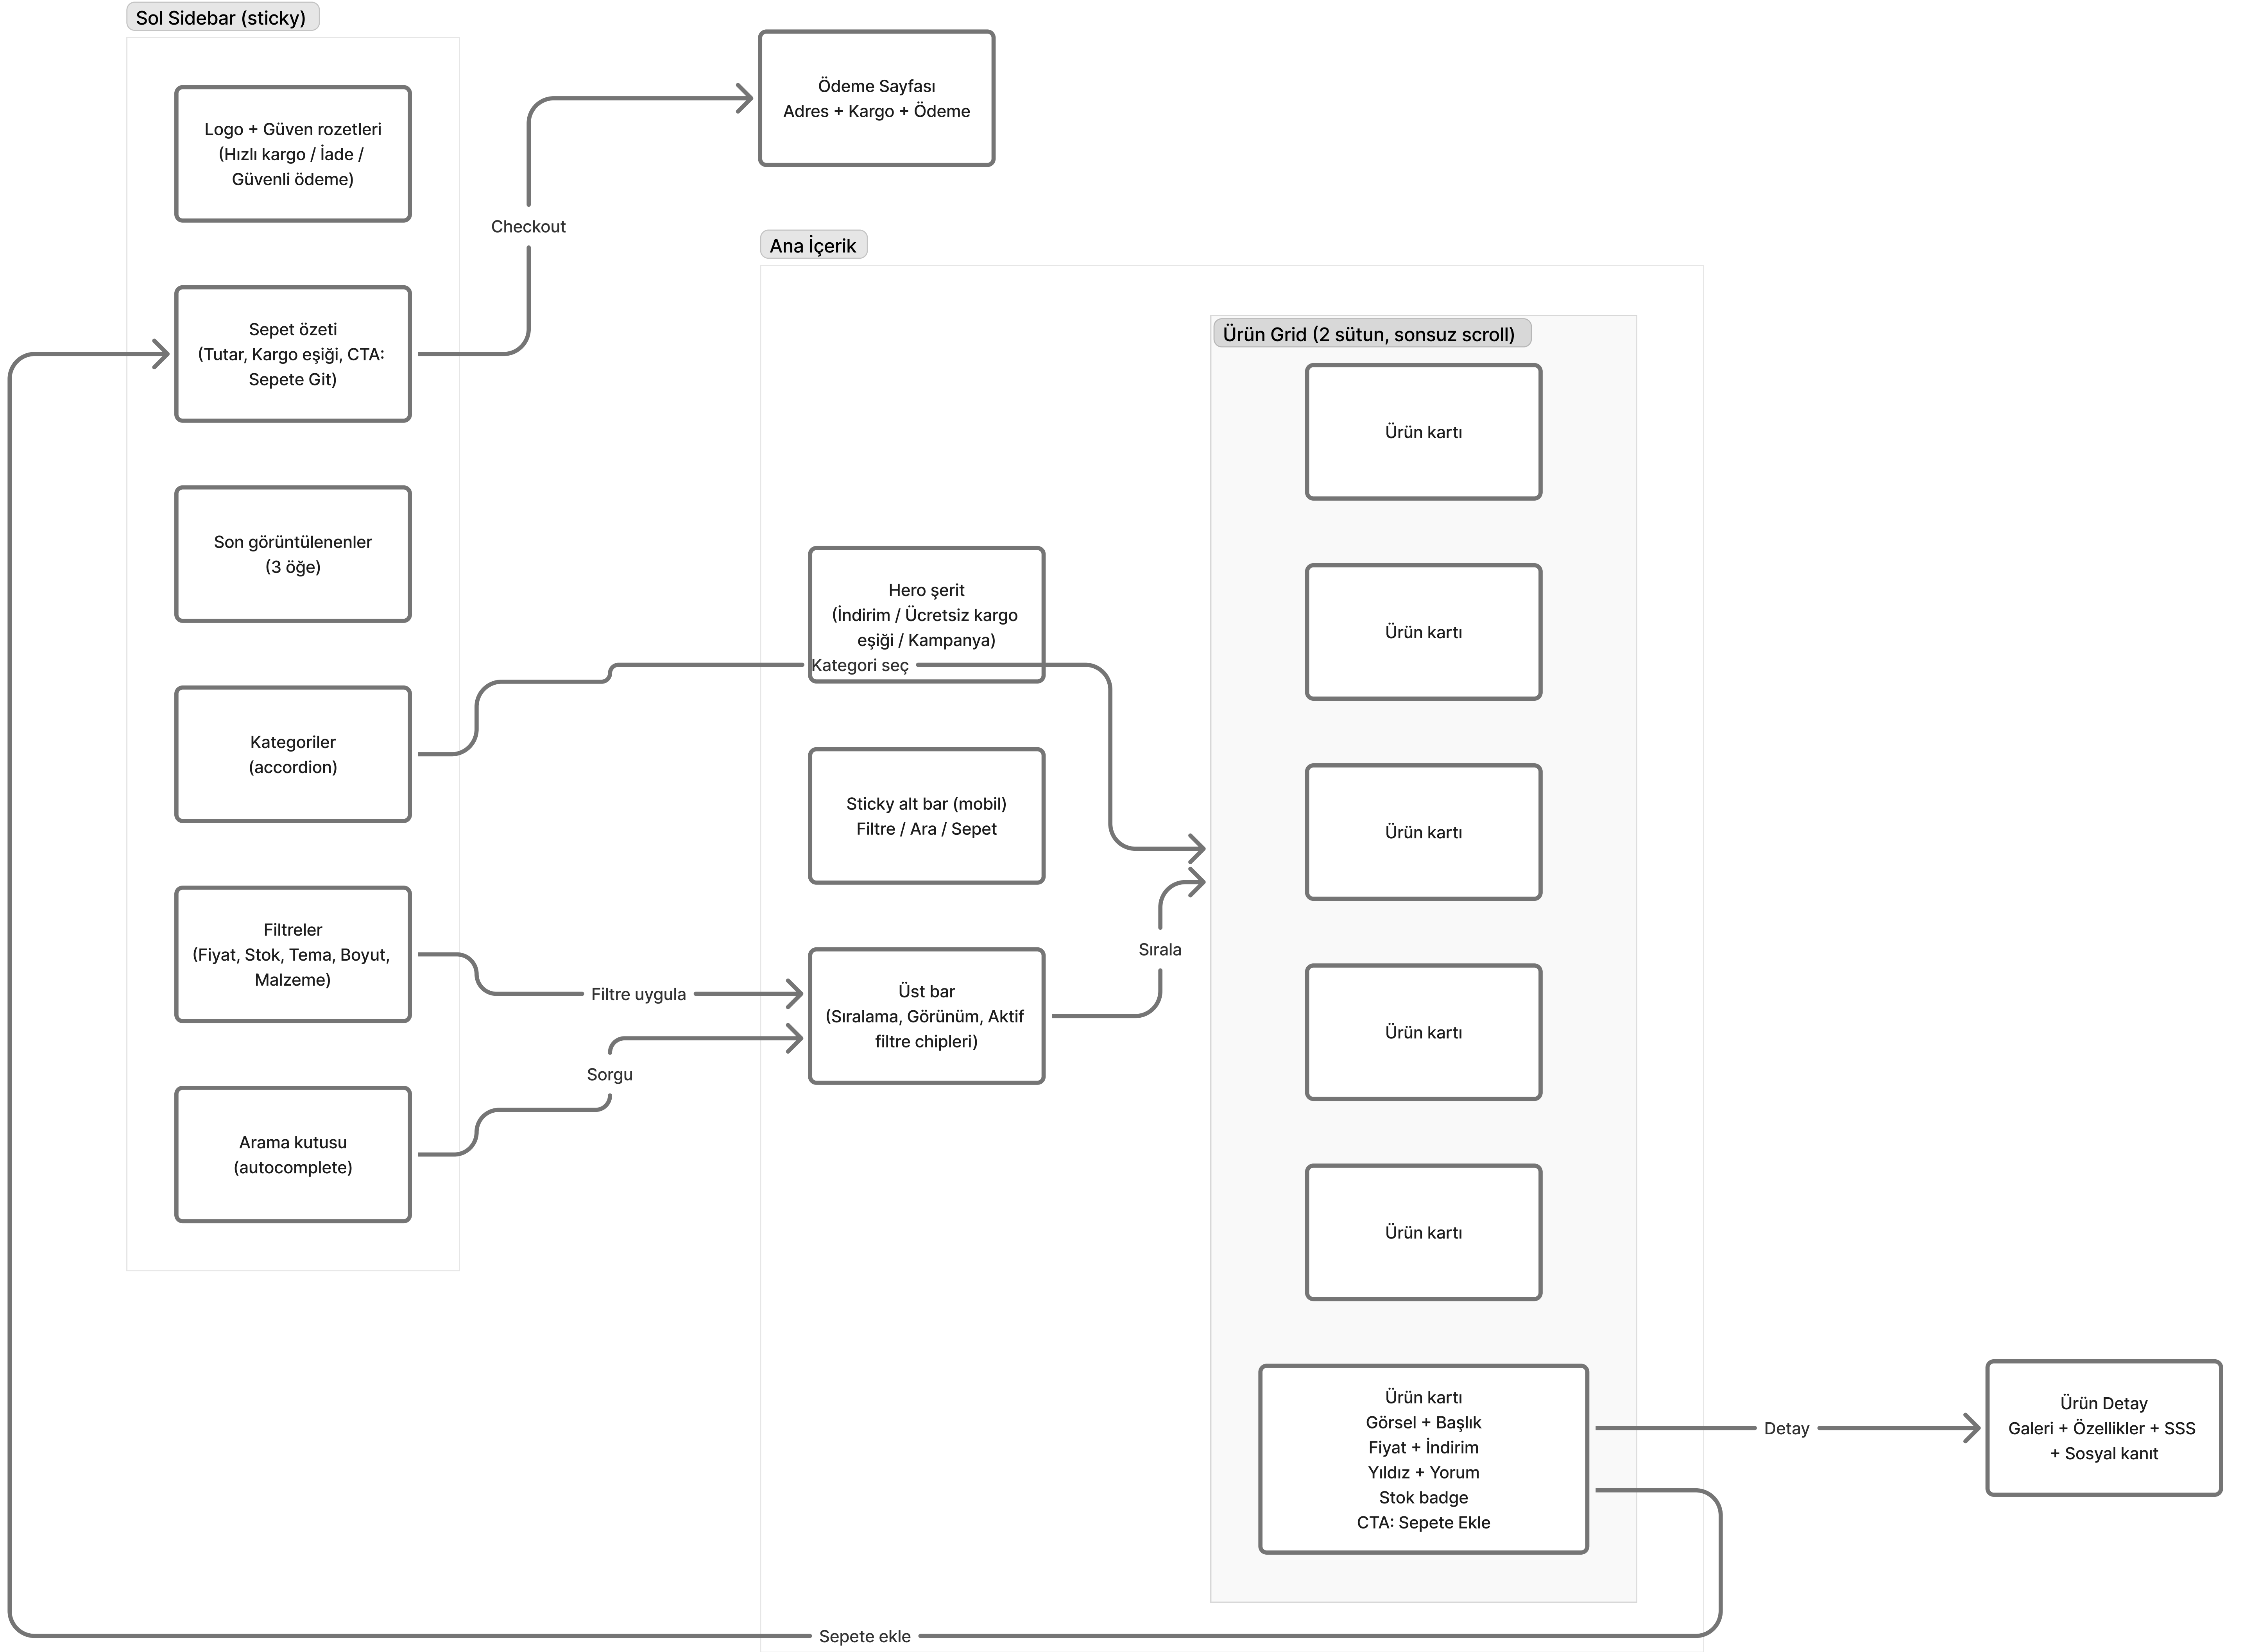 Sol Sidebar (sticky)
Logo + Güven rozetleri
(Hızlı kargo / İade /
Güvenli ödeme)
Sepet özeti
(Tutar, Kargo eşiği, CTA:
Sepete Git)
Son görüntülenenler
(3 öğe)
Kategoriler
(accordion)
Filtreler
(Fiyat, Stok, Tema, Boyut,
Malzeme)
Arama kutusu
(autocomplete)
Checkout
Ödeme Sayfası
Adres + Kargo + Ödeme
Filtre uygula
Sorgu
Ana İçerik
Hero şerit
(İndirim / Ücretsiz kargo
eşiği / Kampanya)
Kategori seç
Sticky alt bar (mobil)
Filtre / Ara / Sepet
Üst bar
(Sıralama, Görünüm, Aktif
filtre chipleri)
Sırala
Ürün Grid (2 sütun, sonsuz scroll)
Ürün kartı
Ürün kartı
Ürün kartı
Ürün kartı
Ürün kartı
Ürün kartı
Görsel + Başlık
Fiyat + İndirim
Yıldız + Yorum
Stok badge
CTA: Sepete Ekle
Detay
Ürün Detay
Galeri + Özellikler + SSS
+ Sosyal kanıt
Sepete ekle